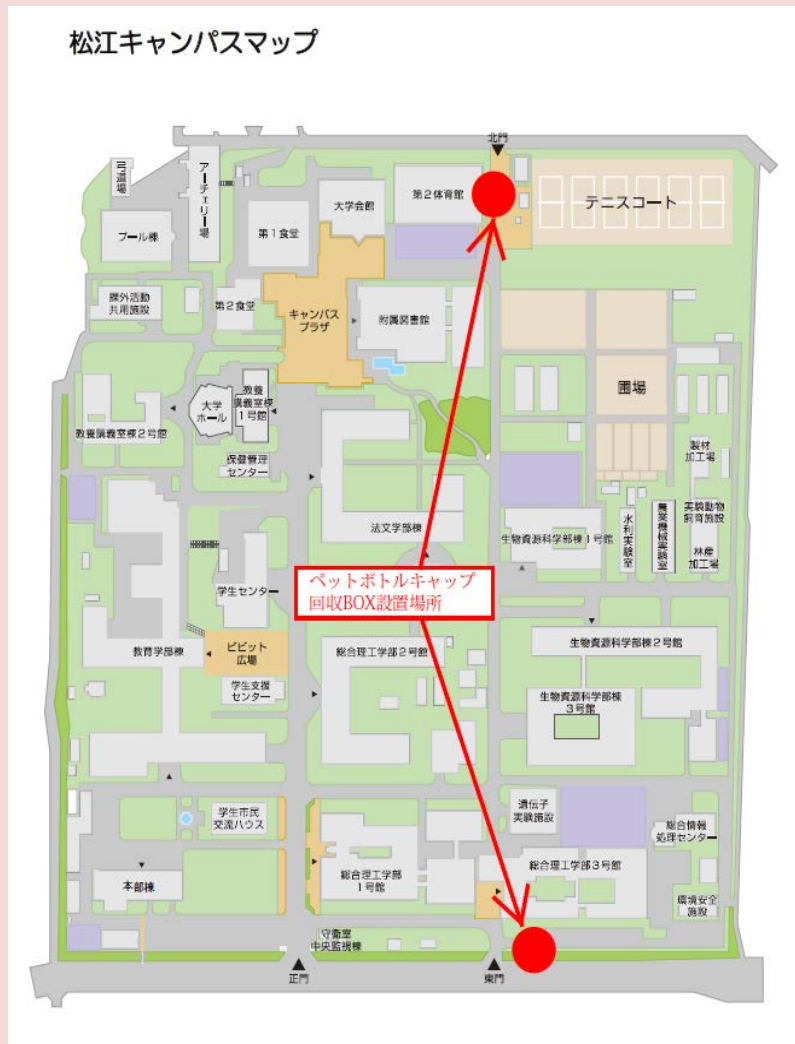 松江キャンパスマップ
北門
弓道場
アーチェリー場
大学会館
第2体育館
テニスコート
プール棟
第1食堂
課外活動
共用施設
第2食堂
キャンパス
プラザ
附属図書館
圃場
大学
ホール
教養
講義室棟
1号館
教養講義室棟2号館
保健管理
センター
製材
加工場
法文学部棟
生物資源科学部棟1号館
水利実験室
農業機械実験室
実験動物
飼育施設
林産
加工場
ペットボトルキャップ
回収BOX設置場所
学生センター
教育学部棟
ビビット
広場
総合理工学部2号館
生物資源科学部棟2号館
学生支援
センター
生物資源科学部棟
3号館
学生市民
交流ハウス
遺伝子
実験施設
総合情報
処理センター
本部棟
総合理工学部
1号館
総合理工学部3号館
環境安全
施設
守衛室
中央監視棟
正門
東門